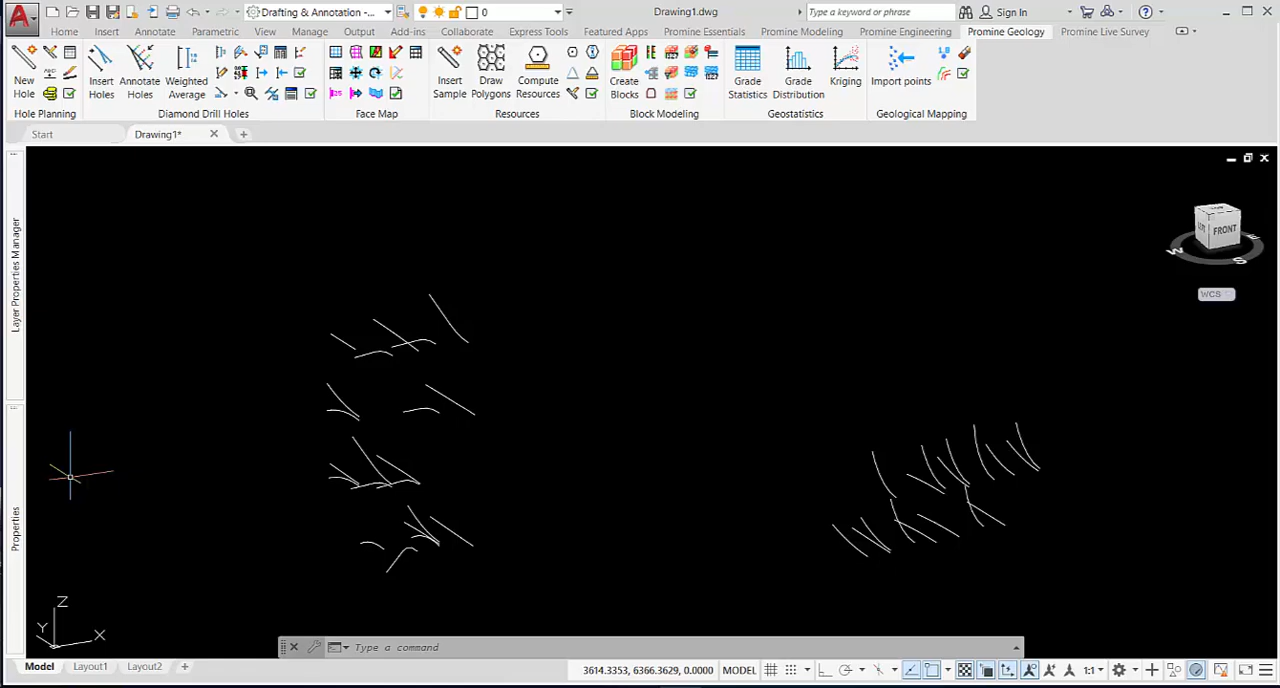 Drafting & Annotation - ...
0
Drawing1.dwg
Type a keyword or phrase
Sign In
Home Insert Annotate Parametric View Manage Output Add-ins Collaborate Express Tools Featured Apps Promine Essentials Promine Modeling Promine Engineering Promine Geology Promine Live Survey
New Hole
Insert Holes
Annotate Holes
Weighted Average
Insert Sample
Draw Polygons
Compute Resources
Create Blocks
Grade Statistics
Grade Distribution
Kriging
Import points
Hole Planning
Diamond Drill Holes
Face Map
Resources
Block Modeling
Geostatistics
Geological Mapping
Start
Drawing1*
Layer Properties Manager
Properties
FRONT
W
S
E
WCS
Z
Y
X
Type a command
Model
Layout1
Layout2
3614.3353, 6366.3629, 0.0000
MODEL
1:1